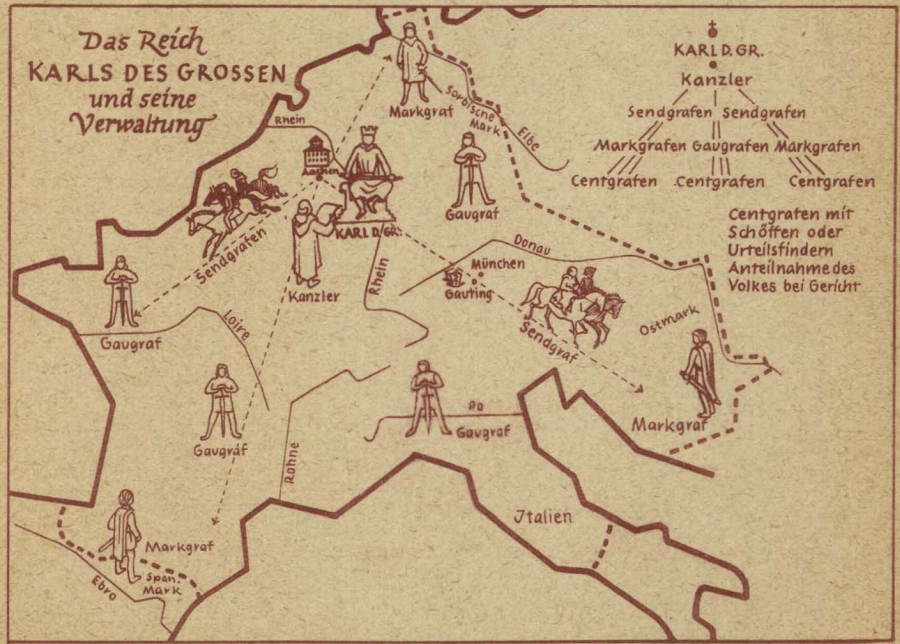 Das Reich
KARLS DES GROSSEN
und seine
Verwaltung
KARL D. GR.
Kanzler
Sendgrafen Sendgrafen
Markgrafen Gaugrafen Markgrafen
Centgrafen Centgrafen Centgrafen
Centgrafen mit
Schöffen oder
Urteilsfindern
Anteilnahme des
Volkes bei Gericht
Markgraf
Sorbische
Mark
Elbe
Rhein
Aachen
Gaugraf
KARL D. GR.
Sendgrafen
Kanzler
Rhein
Donau
München
Gauting
Sendgraf
Ostmark
Markgraf
Gaugraf
Loire
Gaugraf
Po
Gaugraf
Rohne
Italien
Markgraf
Span.
Mark
Ebro